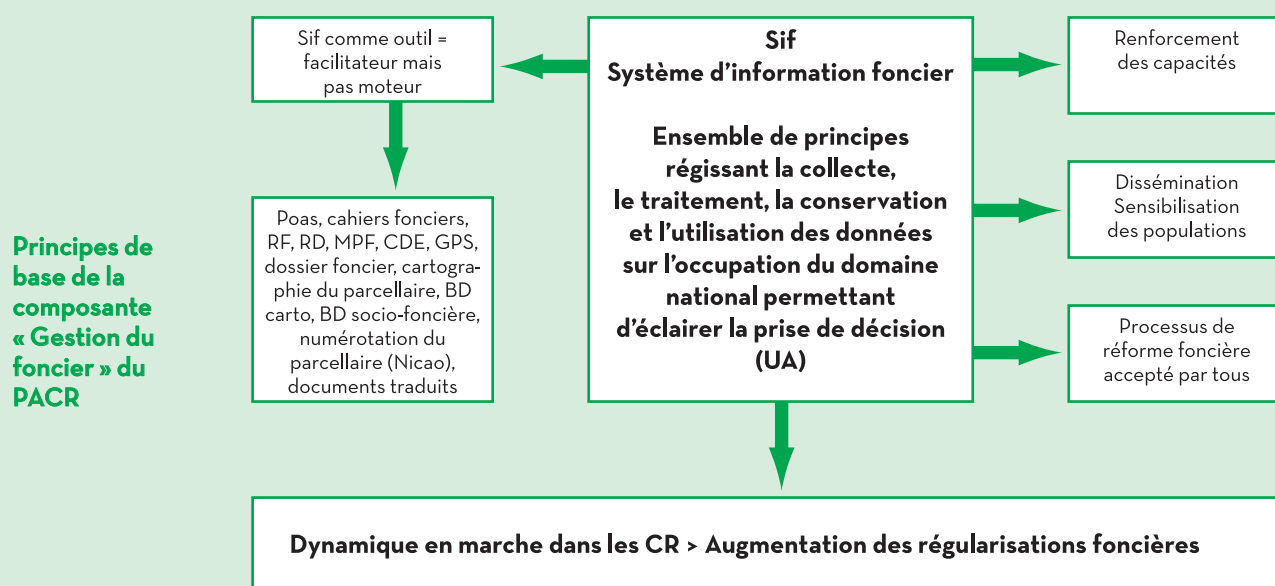 Principes de
base de la
composante
« Gestion du
foncier » du
PACR
Sif comme outil =
facilitateur mais
pas moteur
Poas, cahiers fonciers,
RF, RD, MPF, CDE, GPS,
dossier foncier, cartogra-
phie du parcellaire, BD
carto, BD socio-foncière,
numérotation du
parcellaire (Nicao),
documents traduits
Sif
Système d'information foncier
Ensemble de principes
régissant la collecte,
le traitement, la conservation
et l'utilisation des données
sur l'occupation du domaine
national permettant
d'éclairer la prise de décision
(UA)
Renforcement
des capacités
Dissémination
Sensibilisation
des populations
Processus de
réforme foncière
accepté par tous
Dynamique en marche dans les CR > Augmentation des régularisations foncières